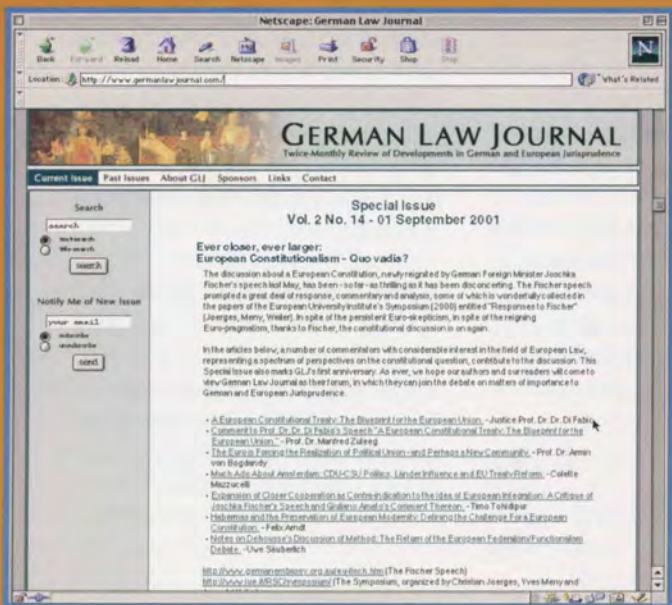 Netscape: German Law Journal
Back Forward Reload Home Search Netscape Images Print Security Shop Stop
N
Location: http://www.germanlawjournal.com/ What's Related
GERMAN LAW JOURNAL
Twice-Monthly Review of Developments in German and European Jurisprudence
Current Issue Past Issues About GLJ Sponsors Links Contact
Search
search
search
Notify Me of New Issue
your email
subscribe
unsubscribe
send
Special Issue
Vol. 2 No. 14 - 01 September 2001
Ever closer, ever larger:
European Constitutionalism - Quo vadis?
The discussion about a European Constitution, newly reignited by German Foreign Minister Joschka
Fischer's speech last May, has been - so far - as thrilling as it has been disconcerting. The Fischer speech
prompted a great deal of response, commentary and analysis, some of which is wonderfully collected in
the papers of the European University Institute's Symposium (2000) entitled "Responses to Fischer"
(Joerges, Meny, Weiler). In spite of the persistent Euro-skepticism, in spite of the reigning
Euro-pragmatism, thanks to Fischer, the constitutional discussion is on again.
In the articles below, a number of commentators with considerable interest in the field of European Law,
representing a spectrum of perspectives on the constitutional question, contribute to the discussion. This
Special Issue also marks GLJ's first anniversary. As ever, we hope our authors and our readers will come to
view German Law Journal as their forum, in which they can join the debate on matters of importance to
German and European Jurisprudence.
• A European Constitutional Treaty: The Blueprint for the European Union. - Justice Prof. Dr. Dr. Di Fabio
• Comment to Prof. Dr. Dr. Di Fabio's Speech "A European Constitutional Treaty: The Blueprint for the
European Union." - Prof. Dr. Manfred Zuleeg
• The Euro is Forcing the Realization of Political Union - and Perhaps a New Community. - Prof. Dr. Armin
von Bogdandy
• Much Ado About Amsterdam: CDU-CSU Politics, Länder Influence and EU Treaty Reform. - Colette
Mazzucelli
• Expansion of Closer Cooperation as Contra-indication to the Idea of European Integration: A Critique of
Joschka Fischer's Speech and Giuliano Amato's Comment Thereon. - Timo Tohidipur
• Habermas and the Preservation of European Modernity: Defining the Challenge For a European
Constitution. - Felix Arndt
• Notes on Dehousse's Discussion of Method: The Return of the European Federalism/Functionalism
Debate. - Uwe Säuberlich
(The Fischer Speech)
(The Symposium, organized by Christian Joerges, Yves Meny and